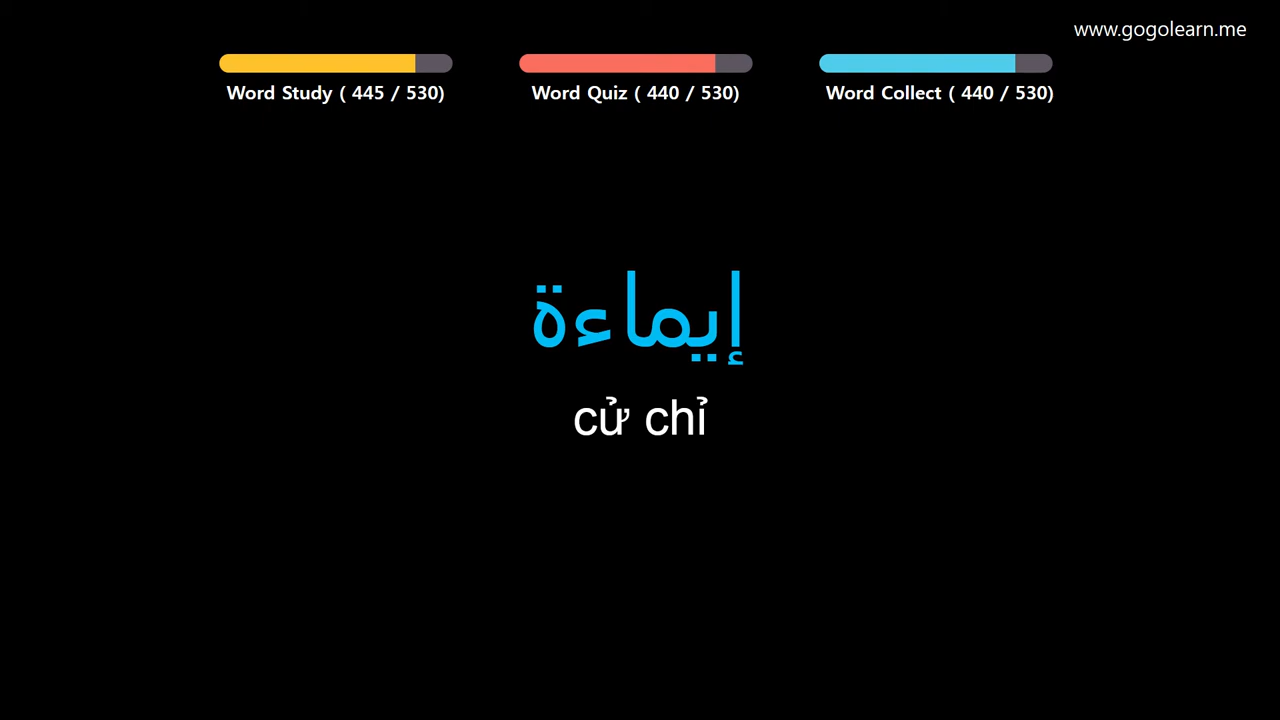 www.gogolearn.me
Word Study ( 445 / 530)
Word Quiz ( 440 / 530)
Word Collect ( 440 / 530)
إيماءة
cử chỉ